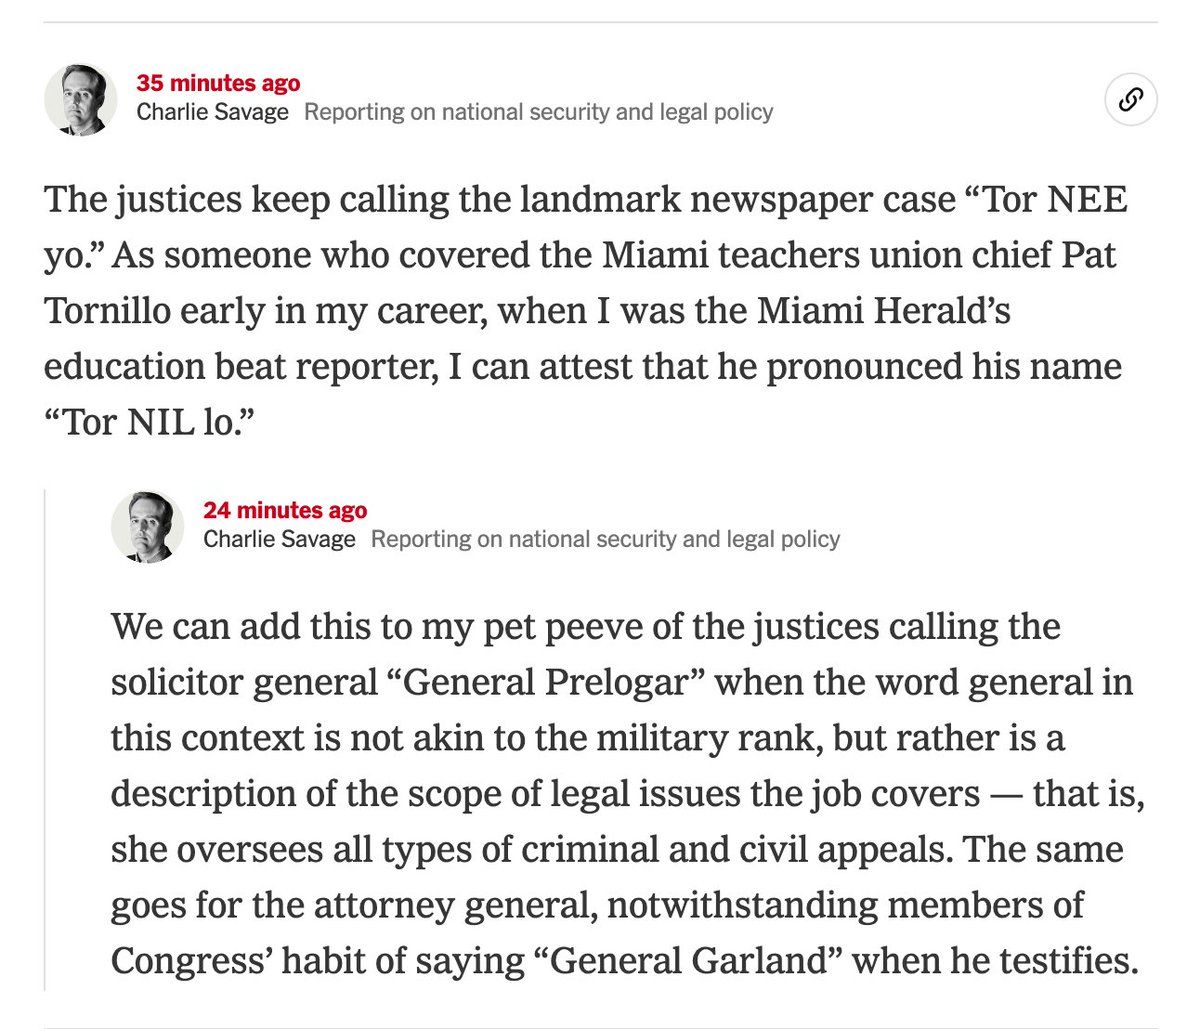 35 minutes ago
Charlie Savage Reporting on national security and legal policy
The justices keep calling the landmark newspaper case “Tor NEE
yo.” As someone who covered the Miami teachers union chief Pat
Tornillo early in my career, when I was the Miami Herald’s
education beat reporter, I can attest that he pronounced his name
“Tor NIL lo.”
24 minutes ago
Charlie Savage Reporting on national security and legal policy
We can add this to my pet peeve of the justices calling the
solicitor general “General Prelogar” when the word general in
this context is not akin to the military rank, but rather is a
description of the scope of legal issues the job covers — that is,
she oversees all types of criminal and civil appeals. The same
goes for the attorney general, notwithstanding members of
Congress’ habit of saying “General Garland” when he testifies.